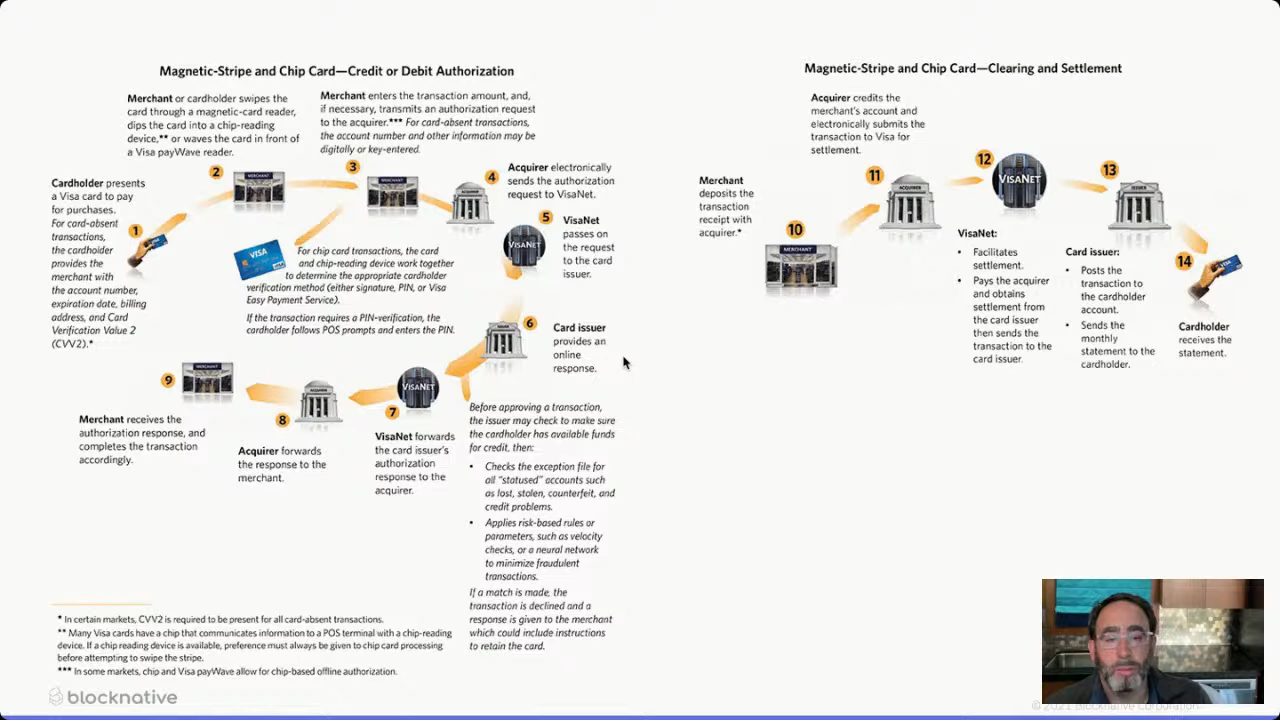 Magnetic-Stripe and Chip Card—Credit or Debit Authorization
Merchant or cardholder swipes the
card through a magnetic-card reader,
dips the card into a chip-reading
device,** or waves the card in front of
a Visa payWave reader.
Merchant enters the transaction amount, and,
if necessary, transmits an authorization request
to the acquirer.*** For card-absent transactions,
the account number and other information may be
digitally or key-entered.
Cardholder presents
a Visa card to pay
for purchases.
For card-absent
transactions,
the cardholder
provides the
merchant with
the account number,
expiration date, billing
address, and Card
Verification Value 2
(CVV2).*
1
2
MERCHANT
3
MERCHANT
4
ACQUIRER
Acquirer electronically
sends the authorization
request to VisaNet.
5
VISANET
VisaNet
passes on
the request
to the card
issuer.
VISA
For chip card transactions, the card
and chip-reading device work together
to determine the appropriate cardholder
verification method (either signature, PIN, or Visa
Easy Payment Service).
If the transaction requires a PIN-verification, the
cardholder follows POS prompts and enters the PIN.
6
ISSUER
Card issuer
provides an
online
response.
Before approving a transaction,
the issuer may check to make sure
the cardholder has available funds
for credit, then:
• Checks the exception file for
all "statused" accounts such
as lost, stolen, counterfeit, and
credit problems.
• Applies risk-based rules or
parameters, such as velocity
checks, or a neural network
to minimize fraudulent
transactions.
If a match is made, the
transaction is declined and a
response is given to the merchant
which could include instructions
to retain the card.
7
VISANET
VisaNet forwards
the card issuer's
authorization
response to the
acquirer.
8
ACQUIRER
Acquirer forwards
the response to the
merchant.
9
MERCHANT
Merchant receives the
authorization response, and
completes the transaction
accordingly.
* In certain markets, CVV2 is required to be present for all card-absent transactions.
** Many Visa cards have a chip that communicates information to a POS terminal with a chip-reading
device. If a chip reading device is available, preference must always be given to chip card processing
before attempting to swipe the stripe.
*** In some markets, chip and Visa payWave allow for chip-based offline authorization.
blocknative
Magnetic-Stripe and Chip Card—Clearing and Settlement
Merchant
deposits the
transaction
receipt with
acquirer.*
10
MERCHANT
Acquirer credits the
merchant's account and
electronically submits the
transaction to Visa for
settlement.
11
ACQUIRER
12
VISANET
VisaNet:
• Facilitates
settlement.
• Pays the acquirer
and obtains
settlement from
the card issuer
then sends the
transaction to the
card issuer.
13
ISSUER
Card issuer:
• Posts the
transaction to
the cardholder
account.
• Sends the
monthly
statement to the
cardholder.
14
Cardholder
receives the
statement.
© 2021 Blocknative Corporation